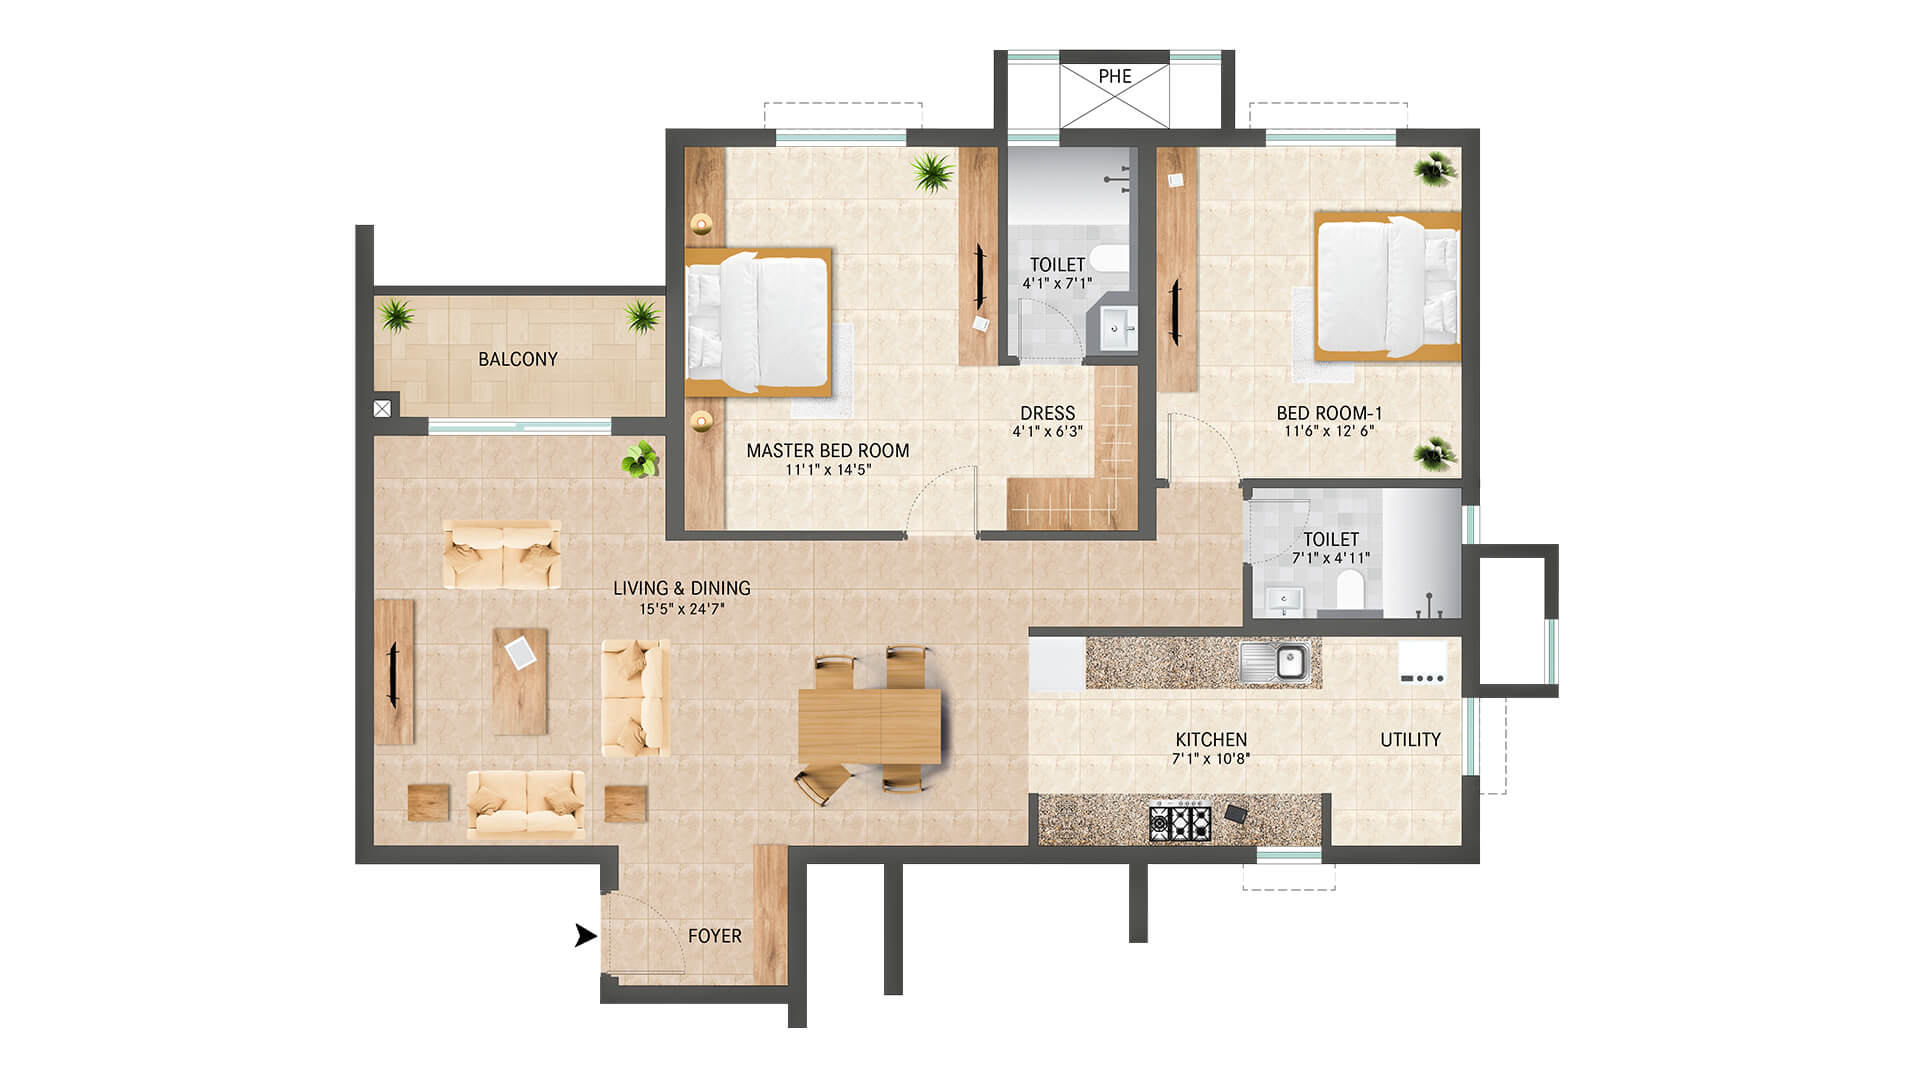 PHE
TOILET
4'1" x 7'1"
BALCONY
DRESS
4'1" x 6'3"
BED ROOM-1
11'6" x 12' 6"
MASTER BED ROOM
11'1" x 14'5"
TOILET
7'1" x 4'11"
LIVING & DINING
15'5" x 24'7"
KITCHEN
7'1" x 10'8"
UTILITY
FOYER